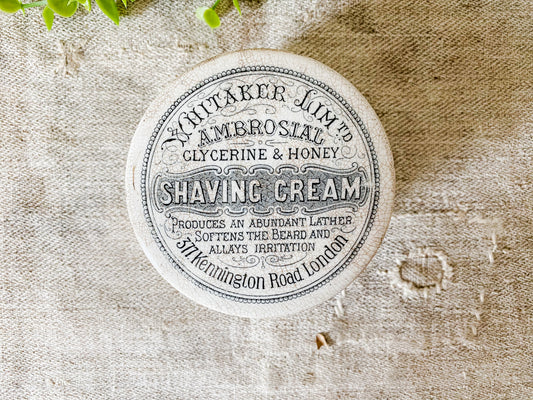 WHITAKER LIMTD
AMBROSIAL
GLYCERINE & HONEY
SHAVING CREAM
PRODUCES AN ABUNDANT LATHER
SOFTENS THE BEARD AND
ALLAYS IRRITATION
377 Kennington Road London